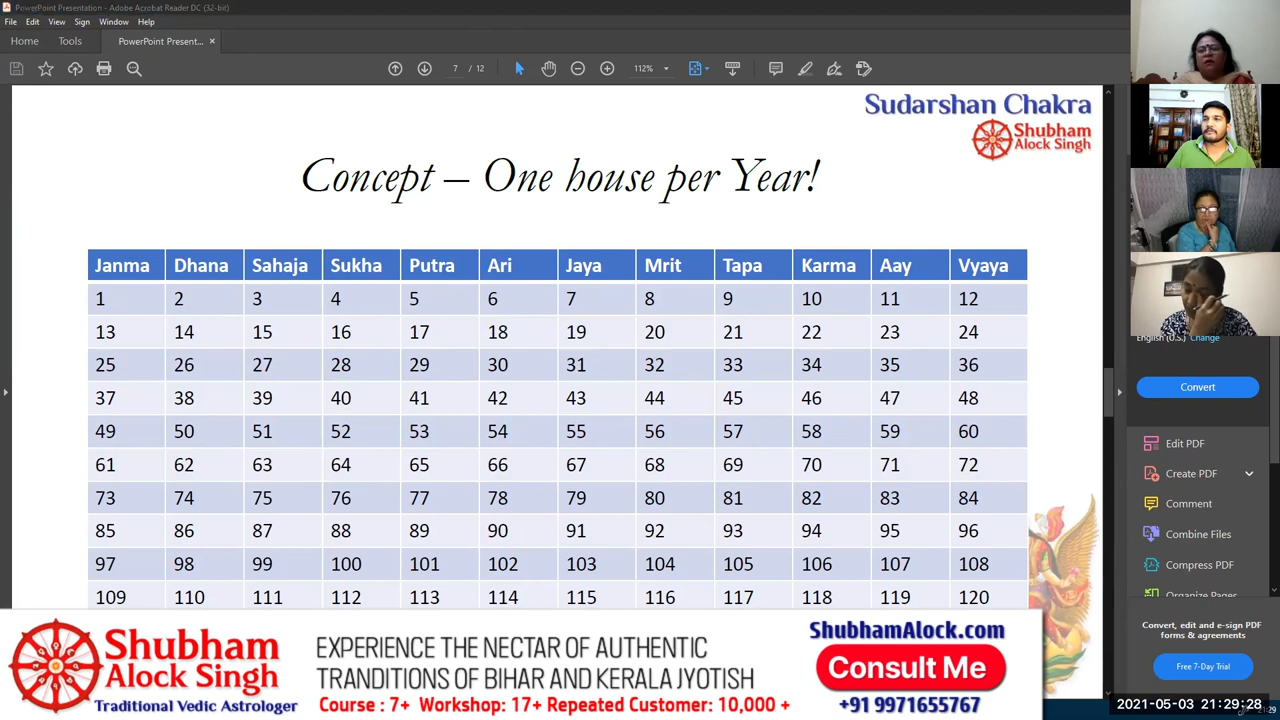 PowerPoint Presentation - Adobe Acrobat Reader DC (32-bit)
File Edit View Sign Window Help
Home Tools PowerPoint Present... ×
7 / 12 112%
Sudarshan Chakra
Shubham
Alock Singh
Concept – One house per Year!
Janma Dhana Sahaja Sukha Putra Ari Jaya Mrit Tapa Karma Aay Vyaya
1 2 3 4 5 6 7 8 9 10 11 12
13 14 15 16 17 18 19 20 21 22 23 24
25 26 27 28 29 30 31 32 33 34 35 36
37 38 39 40 41 42 43 44 45 46 47 48
49 50 51 52 53 54 55 56 57 58 59 60
61 62 63 64 65 66 67 68 69 70 71 72
73 74 75 76 77 78 79 80 81 82 83 84
85 86 87 88 89 90 91 92 93 94 95 96
97 98 99 100 101 102 103 104 105 106 107 108
109 110 111 112 113 114 115 116 117 118 119 120
English (U.S.) Change
Convert
Edit PDF
Create PDF
Comment
Combine Files
Compress PDF
Organize Pages
Convert, edit and e-sign PDF
forms & agreements
Free 7-Day Trial
Shubham
Alock Singh
Traditional Vedic Astrologer
EXPERIENCE THE NECTAR OF AUTHENTIC
TRANDITIONS OF BIHAR AND KERALA JYOTISH
Course : 7+ Workshop: 17+ Repeated Customer: 10,000 +
ShubhamAlock.com
Consult Me
+91 9971655767
2021-05-03 21:29:28
21:29